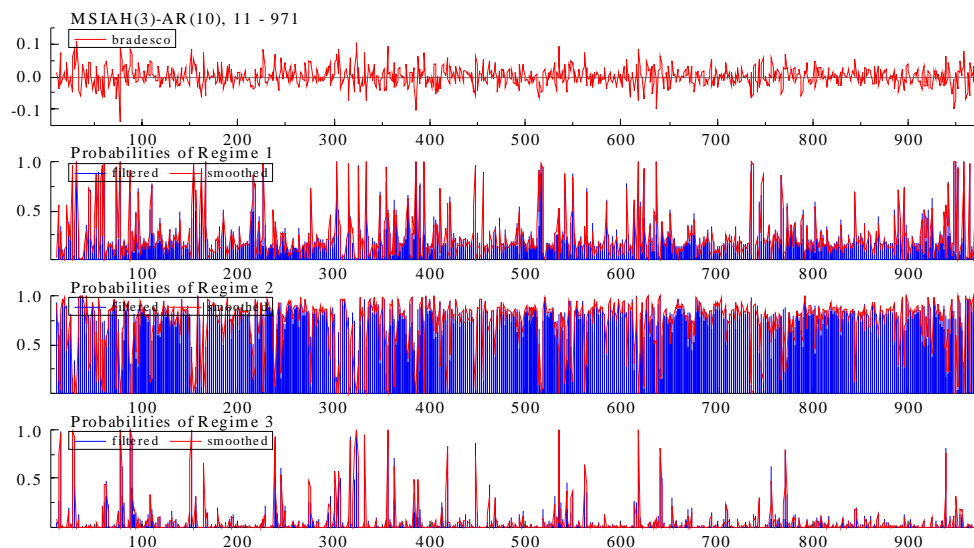 MSIAH(3)-AR(10), 11 - 971
bradesco
0.1
0.0
-0.1
100 200 300 400 500 600 700 800 900
Probabilities of Regime 1
filtered smoothed
1.0
0.5
100 200 300 400 500 600 700 800 900
Probabilities of Regime 2
filtered smoothed
1.0
0.5
100 200 300 400 500 600 700 800 900
Probabilities of Regime 3
filtered smoothed
1.0
0.5
100 200 300 400 500 600 700 800 900